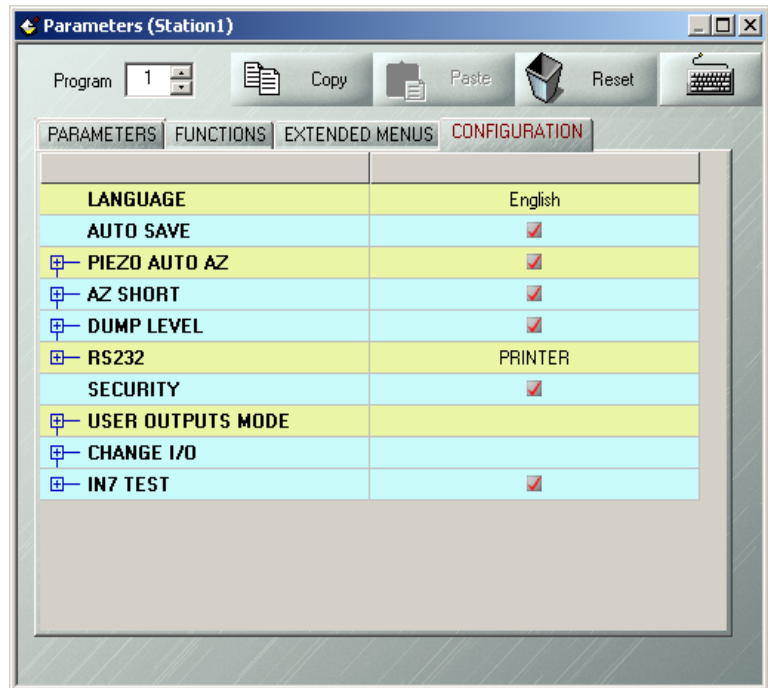 Parameters (Station1)
Program 1 Copy Paste Reset
PARAMETERS FUNCTIONS EXTENDED MENUS CONFIGURATION
LANGUAGE English
AUTO SAVE
PIEZO AUTO AZ
AZ SHORT
DUMP LEVEL
RS232 PRINTER
SECURITY
USER OUTPUTS MODE
CHANGE I/O
IN7 TEST